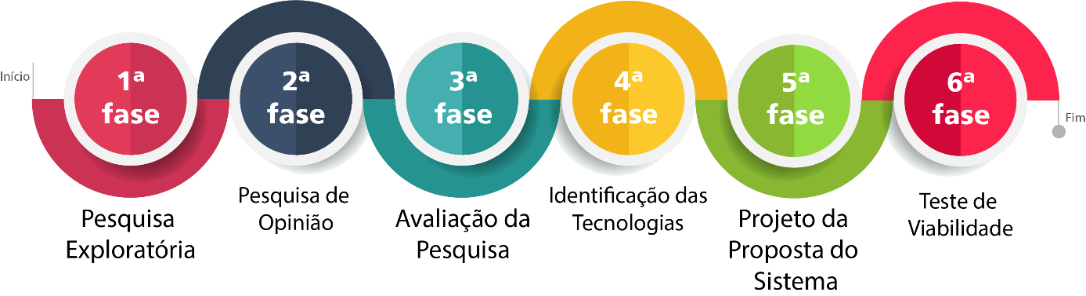 Início
1ª
fase
Pesquisa
Exploratória
2ª
fase
Pesquisa de
Opinião
3ª
fase
Avaliação da
Pesquisa
4ª
fase
Identificação das
Tecnologias
5ª
fase
Projeto da
Proposta do
Sistema
6ª
fase
Teste de
Viabilidade
Fim